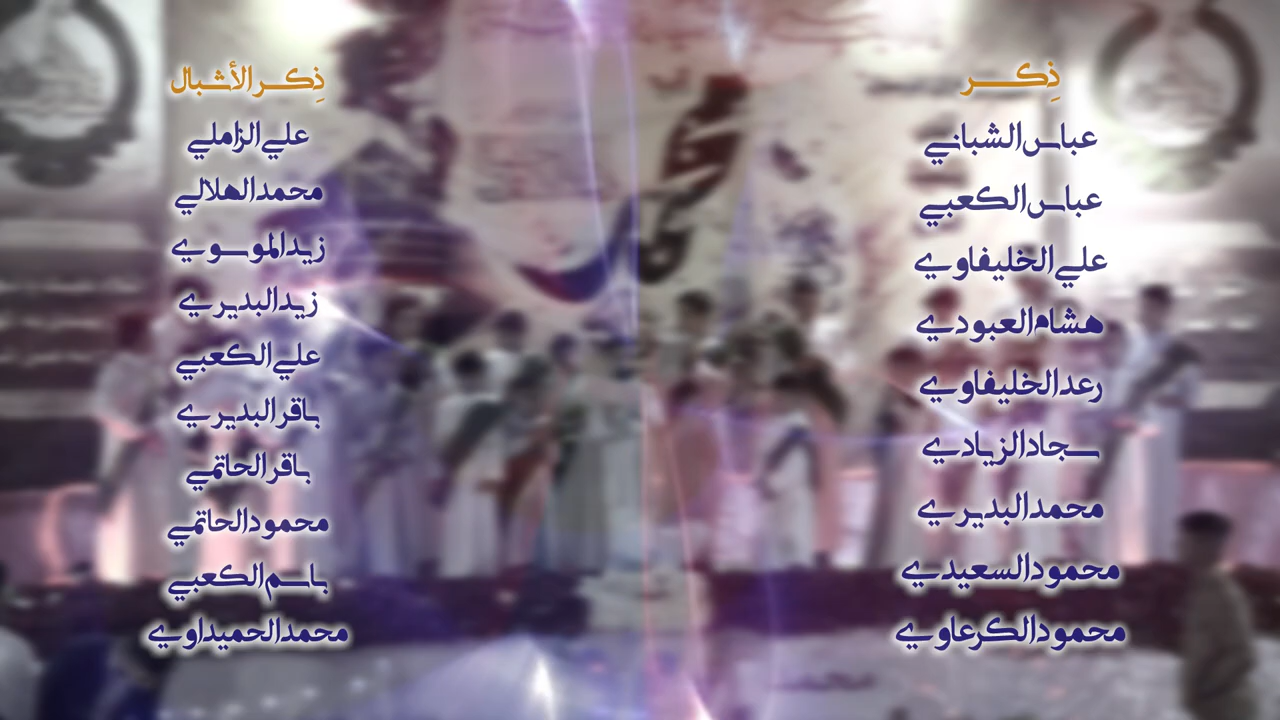 ذِكر
عباس الشباني
عباس الكعبي
علي الخليفاوي
هشام العبودي
رعد الخليفاوي
سجاد الزيادي
محمد البديري
محمود السعيدي
محمود الكرعاوي
ذِكر الأشبال
علي الزاملي
محمد الهلالي
زيد الموسوي
زيد البديري
علي الكعبي
باقر البديري
باقر الحاتمي
محمود الحاتمي
باسم الكعبي
محمد الحميداوي